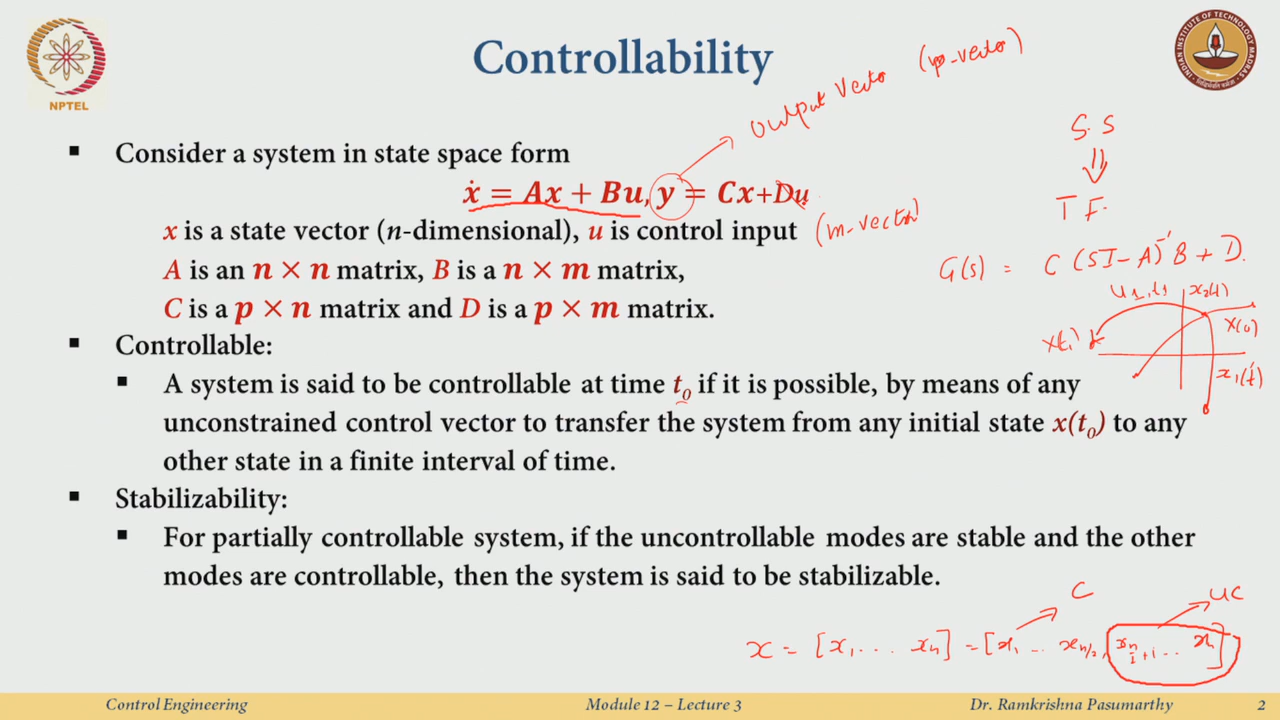 NPTEL
Controllability
output vector (p-vector)
▪ Consider a system in state space form
ẋ = Ax + Bu, y = Cx+Du
x is a state vector (n-dimensional), u is control input (m-vector)
A is an n × n matrix, B is a n × m matrix,
C is a p × n matrix and D is a p × m matrix.
S.S
⇓
T F.
G(s) = C (SI-A)⁻¹ B + D.
u₁,t₁ x₂(t)
x(t₁) x(0)
x₁(t)
▪ Controllable:
▪ A system is said to be controllable at time t₀ if it is possible, by means of any
unconstrained control vector to transfer the system from any initial state x(t₀) to any
other state in a finite interval of time.
▪ Stabilizability:
▪ For partially controllable system, if the uncontrollable modes are stable and the other
modes are controllable, then the system is said to be stabilizable.
C UC
x = [x₁ ... xₙ] = [x₁ ... xₙ/₂,
Control Engineering Module 12 – Lecture 3 Dr. Ramkrishna Pasumarthy 2